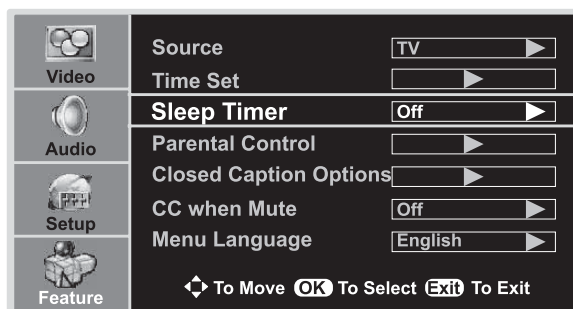 Video
Audio
Setup
Feature
Source TV
Time Set
Sleep Timer Off
Parental Control
Closed Caption Options
CC when Mute Off
Menu Language English
To Move OK To Select Exit To Exit